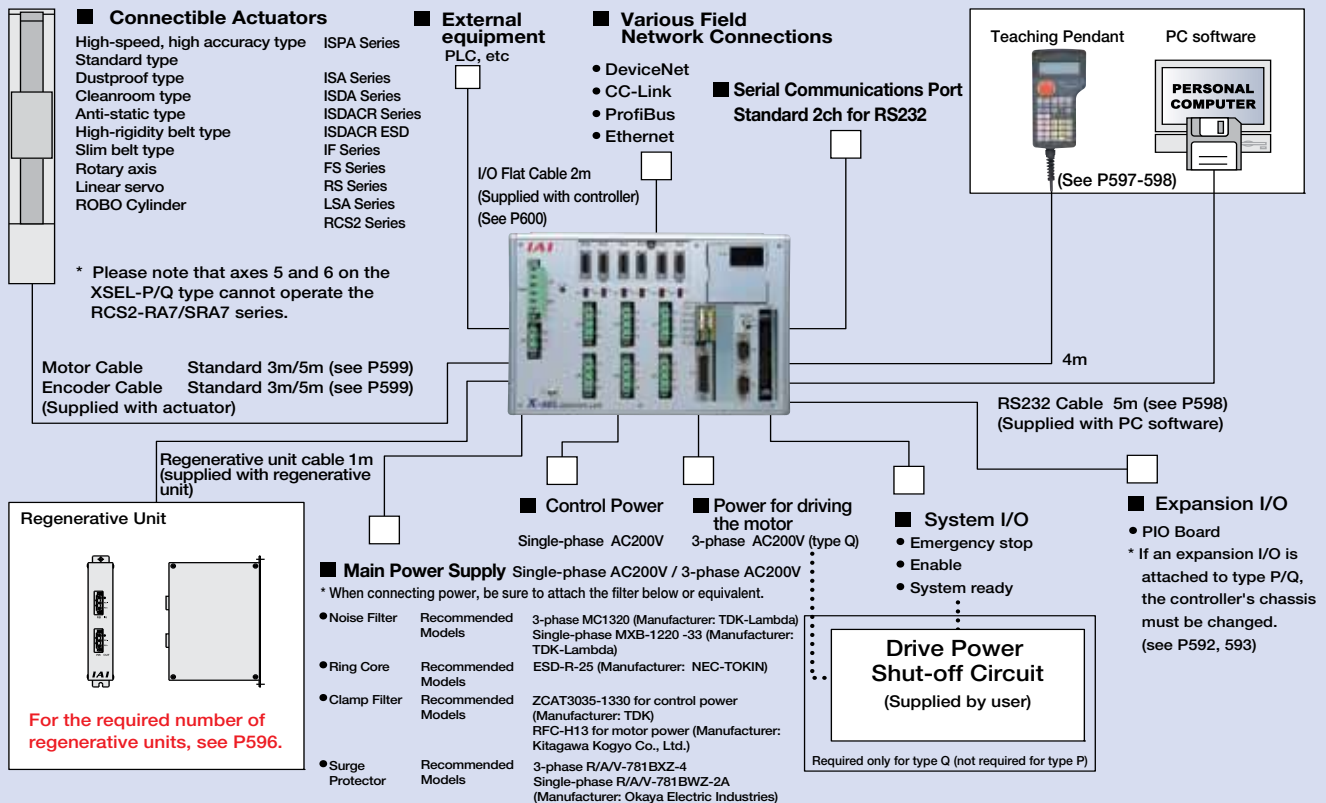 ■ Connectible Actuators
High-speed, high accuracy type ISPA Series
Standard type
Dustproof type ISA Series
Cleanroom type ISDA Series
Anti-static type ISDACR Series
High-rigidity belt type ISDACR ESD
Slim belt type IF Series
Rotary axis FS Series
Linear servo RS Series
ROBO Cylinder LSA Series
RCS2 Series
* Please note that axes 5 and 6 on the
XSEL-P/Q type cannot operate the
RCS2-RA7/SRA7 series.
Motor Cable Standard 3m/5m (see P599)
Encoder Cable Standard 3m/5m (see P599)
(Supplied with actuator)
■ External
equipment
PLC, etc
I/O Flat Cable 2m
(Supplied with controller)
(See P600)
■ Various Field
Network Connections
• DeviceNet
• CC-Link
• ProfiBus
• Ethernet
■ Serial Communications Port
Standard 2ch for RS232
Teaching Pendant
PC software
PERSONAL
COMPUTER
(See P597-598)
IAI
X-SEL
4m
RS232 Cable 5m (see P598)
(Supplied with PC software)
Regenerative unit cable 1m
(supplied with regenerative
unit)
Regenerative Unit
IAI
For the required number of
regenerative units, see P596.
■ Control Power
Single-phase AC200V
■ Power for driving
the motor
3-phase AC200V (type Q)
■ System I/O
• Emergency stop
• Enable
• System ready
■ Expansion I/O
• PIO Board
* If an expansion I/O is
attached to type P/Q,
the controller's chassis
must be changed.
(see P592, 593)
■ Main Power Supply Single-phase AC200V / 3-phase AC200V
* When connecting power, be sure to attach the filter below or equivalent.
• Noise Filter Recommended 3-phase MC1320 (Manufacturer: TDK-Lambda)
Models Single-phase MXB-1220 -33 (Manufacturer:
TDK-Lambda)
• Ring Core Recommended ESD-R-25 (Manufacturer: NEC-TOKIN)
Models
• Clamp Filter Recommended ZCAT3035-1330 for control power
Models (Manufacturer: TDK)
RFC-H13 for motor power (Manufacturer:
Kitagawa Kogyo Co., Ltd.)
• Surge Recommended 3-phase R/A/V-781BXZ-4
Protector Models Single-phase R/A/V-781BWZ-2A
(Manufacturer: Okaya Electric Industries)
Drive Power
Shut-off Circuit
(Supplied by user)
Required only for type Q (not required for type P)